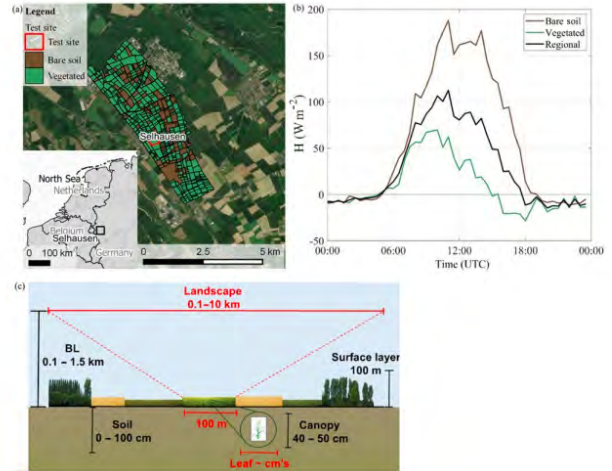 (a)
Legend
Test site
Test site
Bare soil
Vegetated
Selhausen
North Sea
Netherlands
Belgium
Selhausen
Germany
0 100 km
0 2.5 5 km
(b)
200
150
100
50
0
-50
H (W m-2)
Bare soil
Vegetated
Regional
00:00 06:00 12:00 18:00 00:00
Time (UTC)
(c)
Landscape
0.1–10 km
BL
0.1 – 1.5 km
Surface layer
100 m
Soil
0 – 100 cm
100 m
Canopy
40 – 50 cm
Leaf ~ cm's